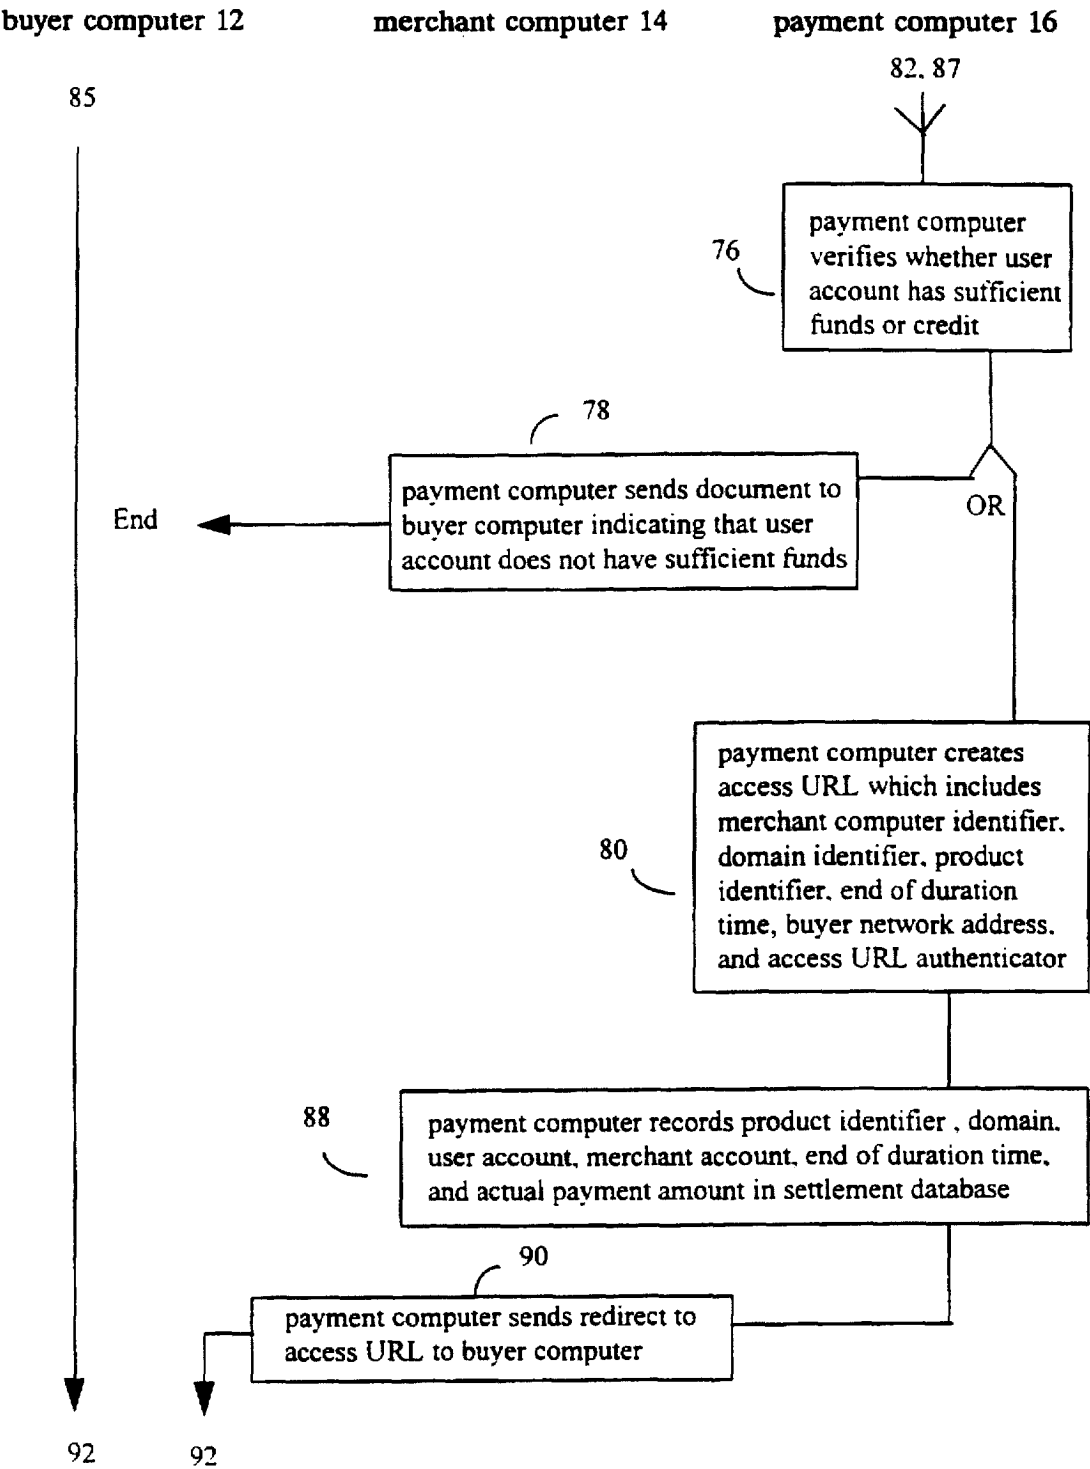 buyer computer 12 merchant computer 14 payment computer 16
82. 87
85
payment computer
verifies whether user
account has sufficient
funds or credit
76
78
payment computer sends document to
buyer computer indicating that user
account does not have sufficient funds
End
OR
payment computer creates
access URL which includes
merchant computer identifier.
domain identifier. product
identifier. end of duration
time, buyer network address.
and access URL authenticator
80
88
payment computer records product identifier , domain.
user account, merchant account, end of duration time,
and actual payment amount in settlement database
90
payment computer sends redirect to
access URL to buyer computer
92 92